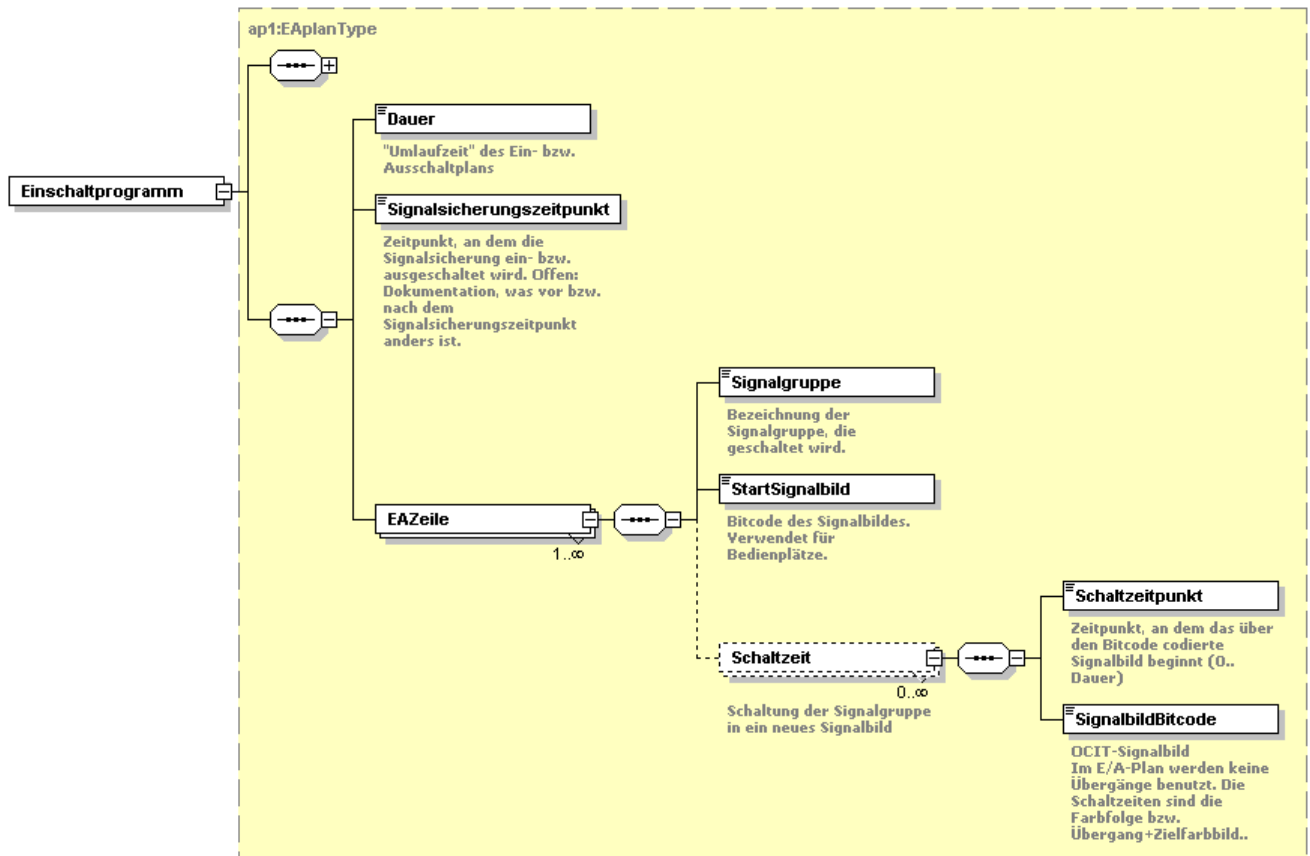 ap1:EAplanType
Einschaltprogramm
Dauer
"Umlaufzeit" des Ein- bzw.
Ausschaltplans
Signalsicherungszeitpunkt
Zeitpunkt, an dem die
Signalsicherung ein- bzw.
ausgeschaltet wird. Offen:
Dokumentation, was vor bzw.
nach dem
Signalsicherungszeitpunkt
anders ist.
EAZeile
1..∞
Signalgruppe
Bezeichnung der
Signalgruppe, die
geschaltet wird.
StartSignalbild
Bitcode des Signalbildes.
Verwendet für
Bedienplätze.
Schaltzeit
0..∞
Schaltung der Signalgruppe
in ein neues Signalbild
Schaltzeitpunkt
Zeitpunkt, an dem das über
den Bitcode codierte
Signalbild beginnt (0..
Dauer)
SignalbildBitcode
OCIT-Signalbild
Im E/A-Plan werden keine
Übergänge benutzt. Die
Schaltzeiten sind die
Farbfolge bzw.
Übergang+Zielfarbbild..